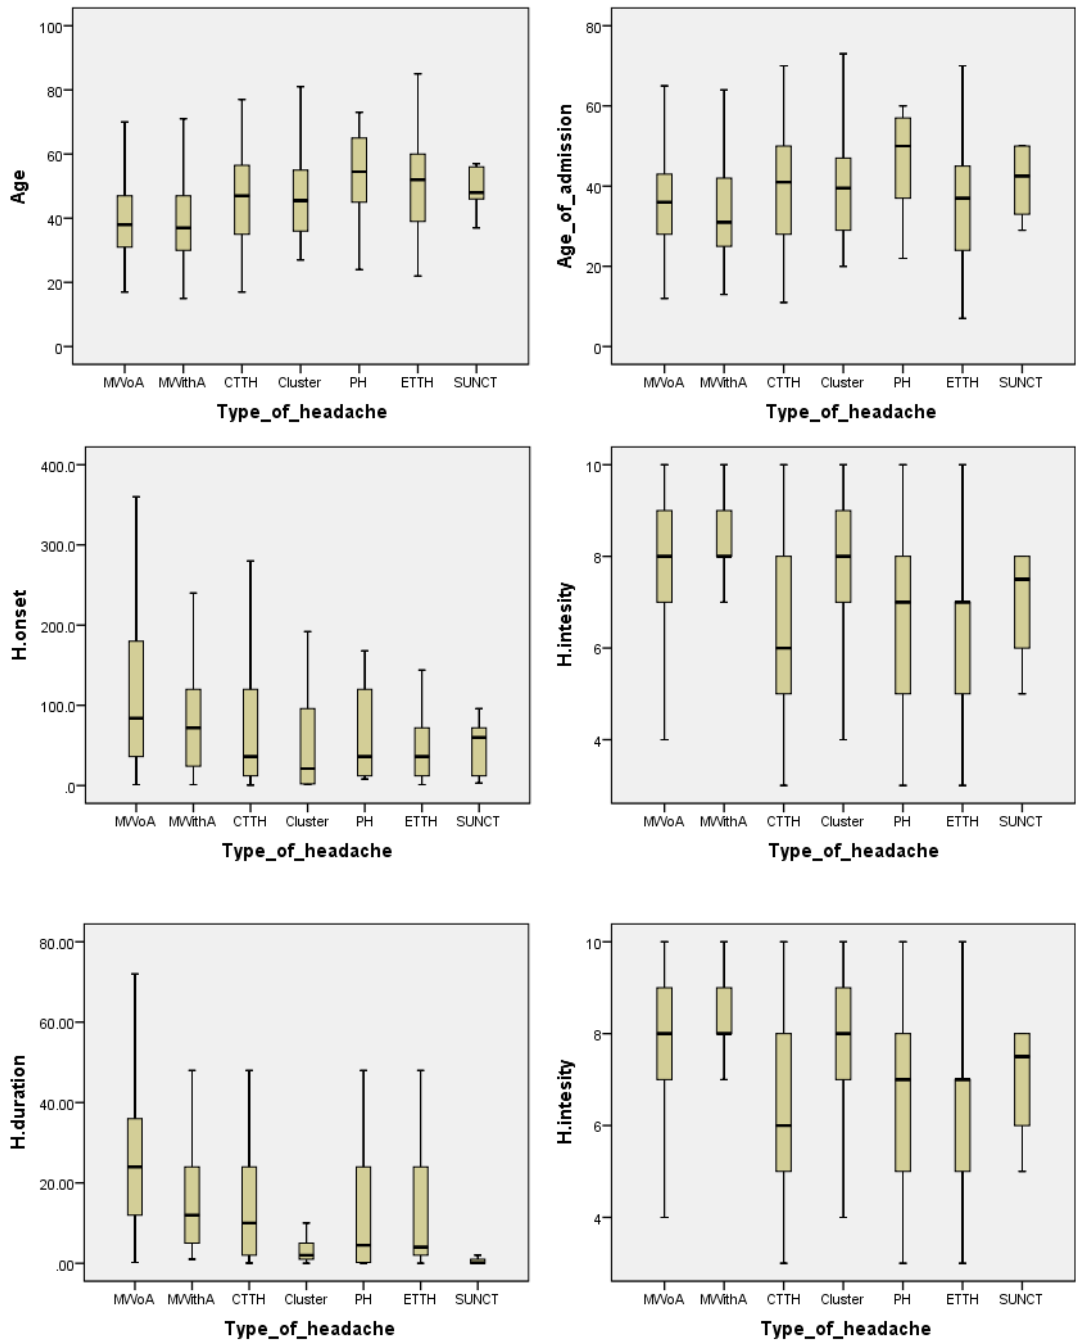 100
80
60
40
20
0
Age
MWoA MWithA CTTH Cluster PH ETTH SUNCT
Type_of_headache
80
60
40
20
0
Age_of_admission
MWoA MWithA CTTH Cluster PH ETTH SUNCT
Type_of_headache
400.0
300.0
200.0
100.0
.0
H.onset
MWoA MWithA CTTH Cluster PH ETTH SUNCT
Type_of_headache
10
8
6
4
H.intesity
MWoA MWithA CTTH Cluster PH ETTH SUNCT
Type_of_headache
80.00
60.00
40.00
20.00
.00
H.duration
MWoA MWithA CTTH Cluster PH ETTH SUNCT
Type_of_headache
10
8
6
4
H.intesity
MWoA MWithA CTTH Cluster PH ETTH SUNCT
Type_of_headache